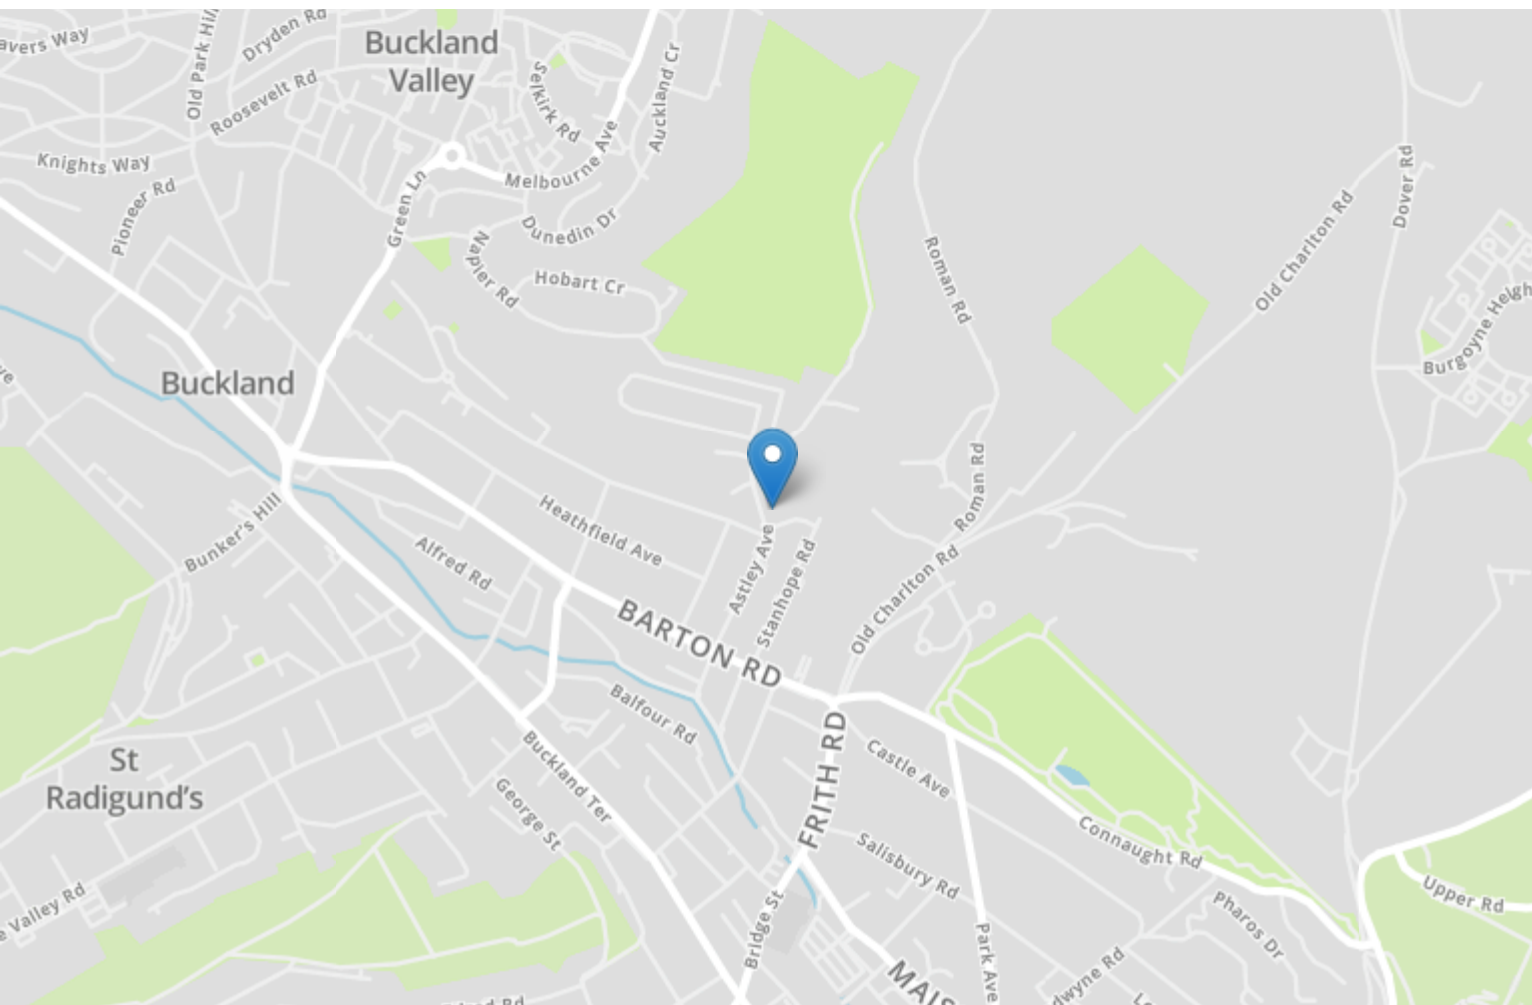 Dryden Rd
Old Park Hill
Buckland
Valley
Selkirk Rd
Auckland Cr
Roosevelt Rd
Knights Way
Pioneer Rd
Green Ln
Melbourne Ave
Dunedin Dr
Napier Rd
Hobart Cr
Roman Rd
Old Charlton Rd
Dover Rd
Burgoyne Heigh
Buckland
Bunker's Hill
Heathfield Ave
Alfred Rd
Astley Ave
Stanhope Rd
Roman Rd
Old Charlton Rd
BARTON RD
Balfour Rd
FRITH RD
Castle Ave
St
Radigund's
Buckland Ter
George St
Salisbury Rd
Connaught Rd
Pharos Dr
Upper Rd
Valley Rd
Bridge St
Park Ave
MAIS